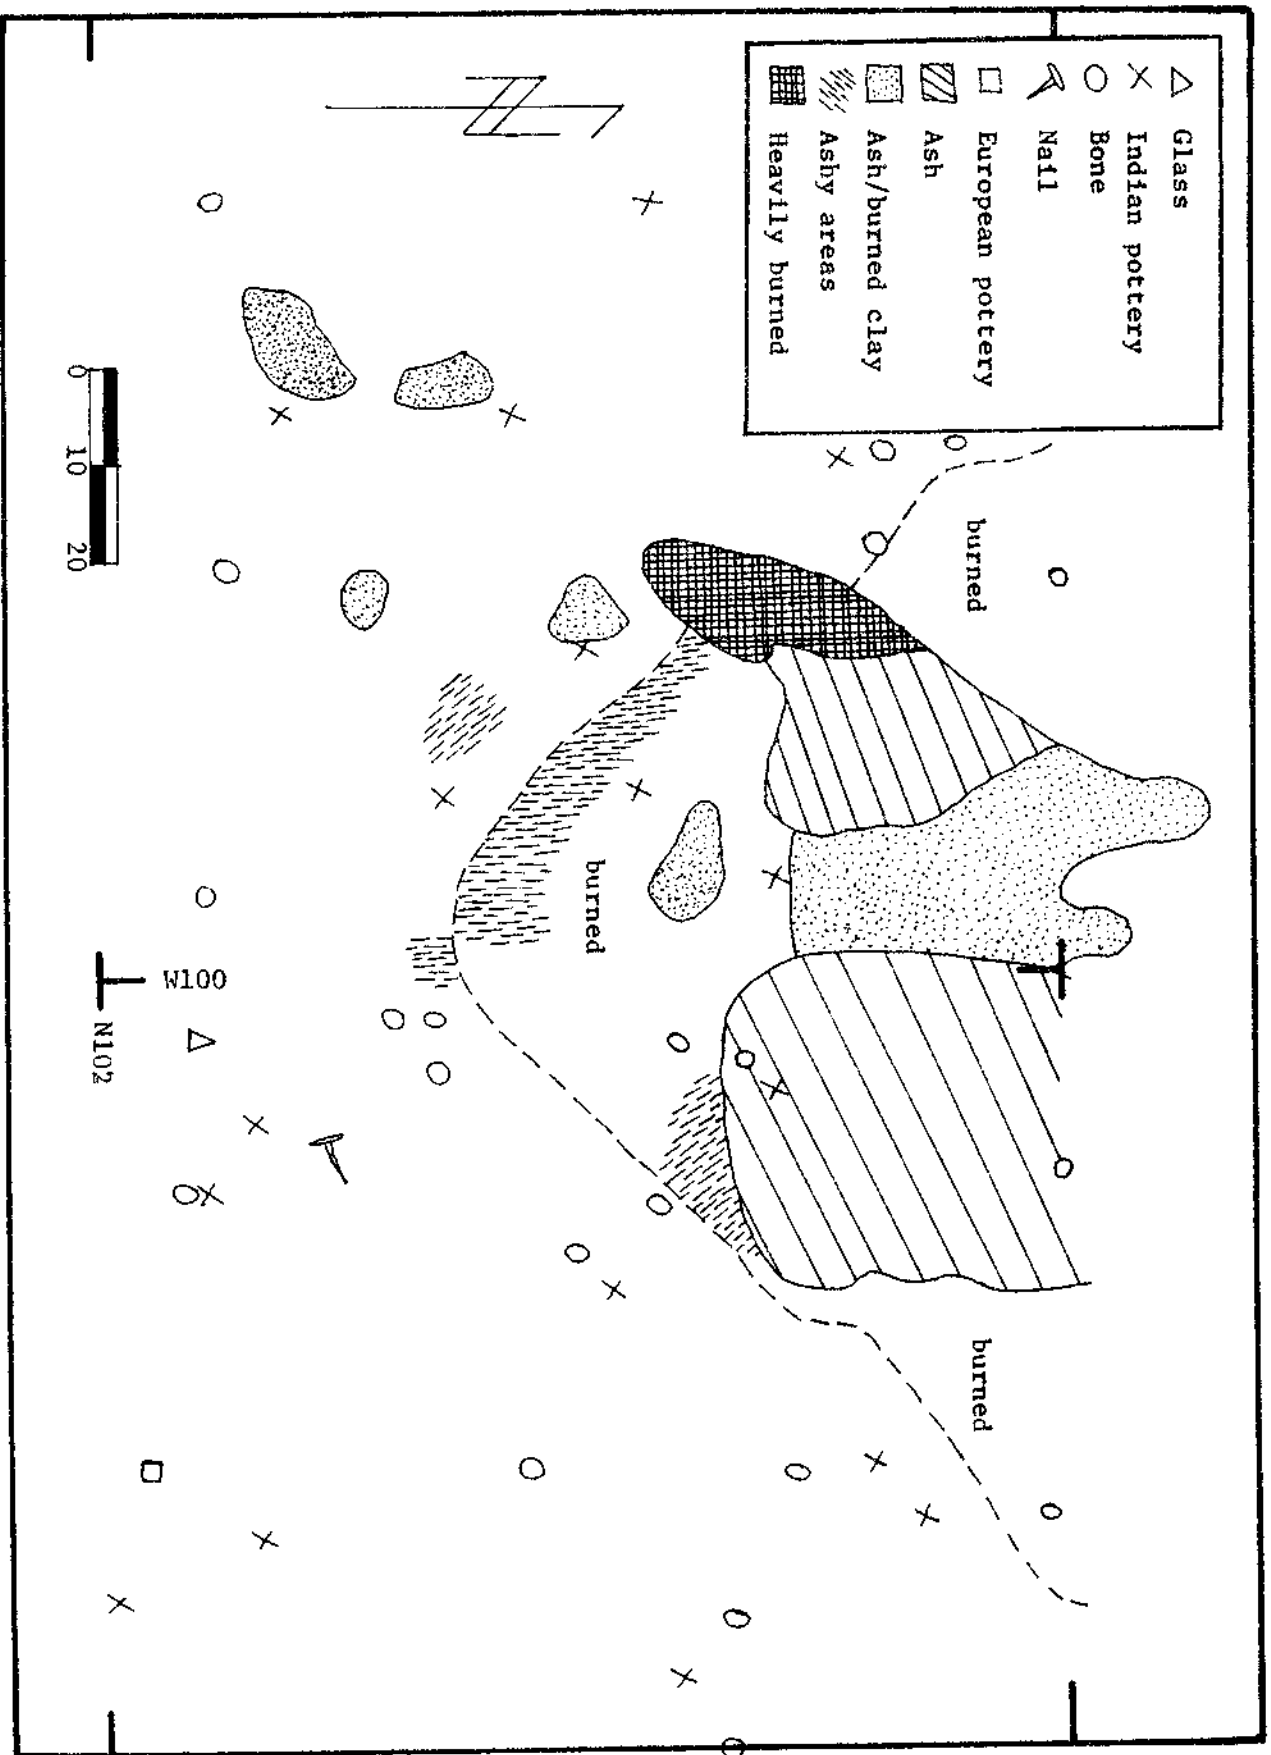 Glass
Indian pottery
Bone
Nail
European pottery
Ash
Ash/burned clay
Ashy areas
Heavily burned
burned
burned
burned
W100
N102
0 10 20
N